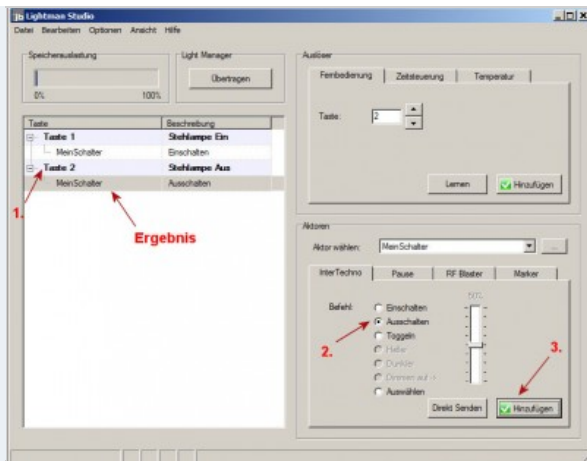 Lightman Studio
Datei Bearbeiten Optionen Ansicht Hilfe
Speicherauslastung
0% 100%
Light Manager
Übertragen
Taste Beschreibung
Taste 1 Stehlampe Ein
MeinSchalter Einschalten
Taste 2 Stehlampe Aus
MeinSchalter Ausschalten
1.
Ergebnis
Auslöser
Fernbedienung Zeitsteuerung Temperatur
Taste: 2
Lernen Hinzufügen
Aktoren
Aktor wählen: MeinSchalter ...
InterTechno Pause RF Blaster Marker
50%
Befehl: Einschalten
Ausschalten
2. Toggeln
Heller
Dunkler
Dimmen auf ->
Auswählen
3.
Direkt Senden Hinzufügen